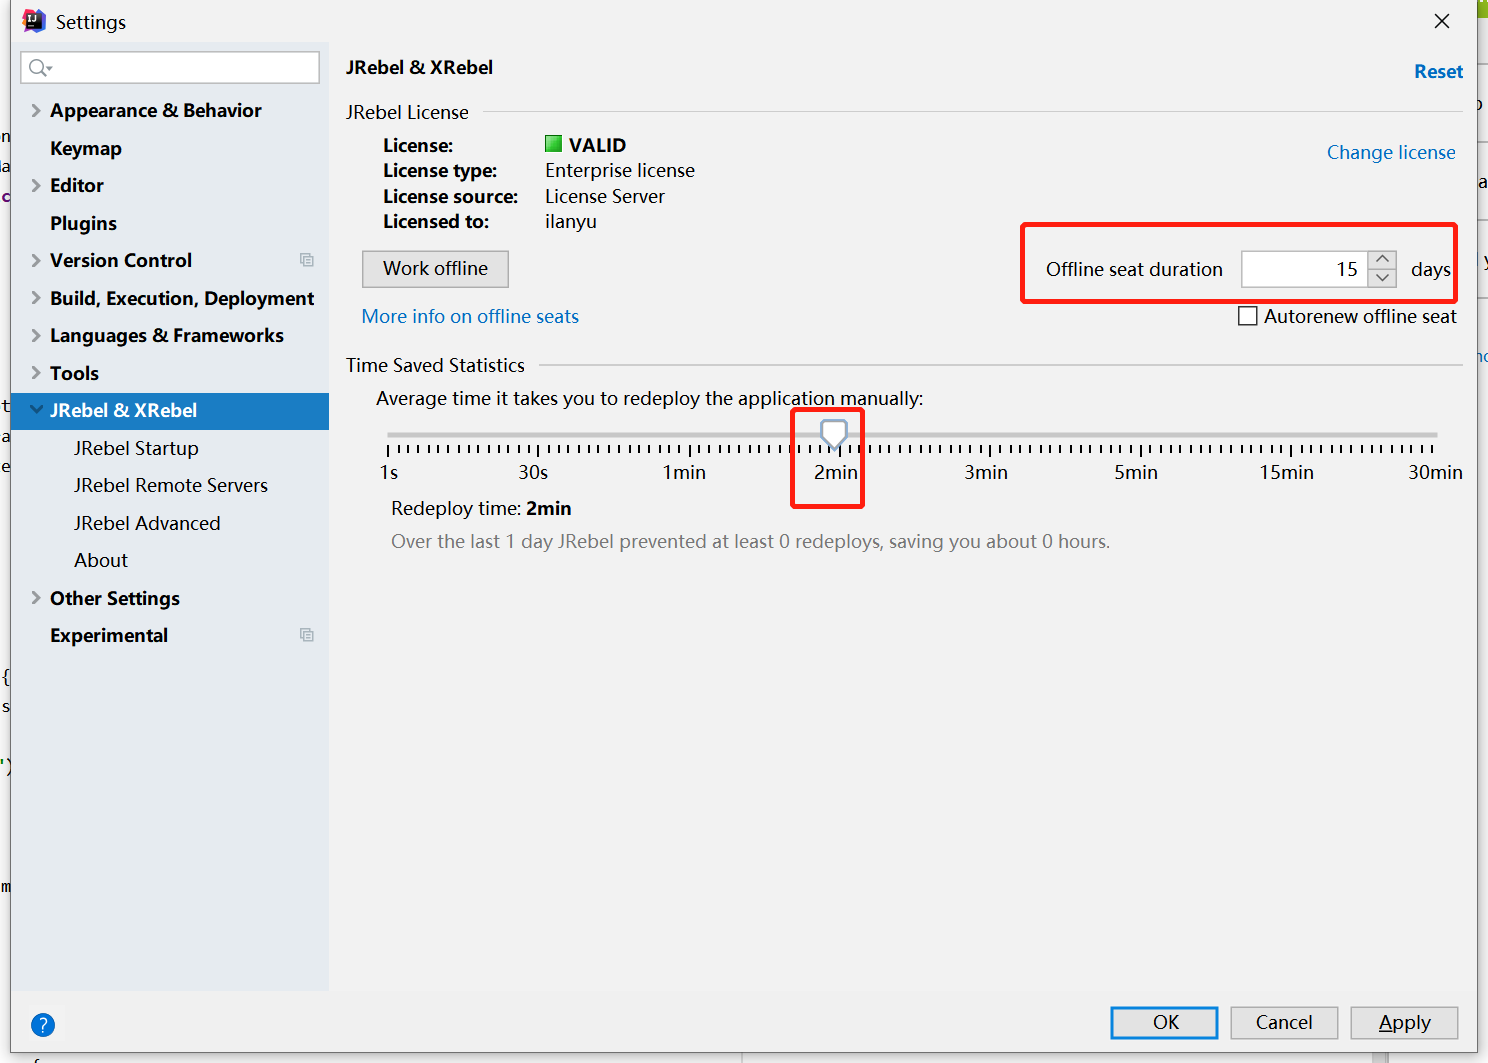 Settings
JRebel & XRebel
Reset
Appearance & Behavior
Keymap
Editor
Plugins
Version Control
Build, Execution, Deployment
Languages & Frameworks
Tools
JRebel & XRebel
JRebel Startup
JRebel Remote Servers
JRebel Advanced
About
Other Settings
Experimental
JRebel License
License: VALID
Change license
License type: Enterprise license
License source: License Server
Licensed to: ilanyu
Work offline
Offline seat duration 15 days
More info on offline seats
Autorenew offline seat
Time Saved Statistics
Average time it takes you to redeploy the application manually:
1s 30s 1min 2min 3min 5min 15min 30min
Redeploy time: 2min
Over the last 1 day JRebel prevented at least 0 redeploys, saving you about 0 hours.
?
OK Cancel Apply